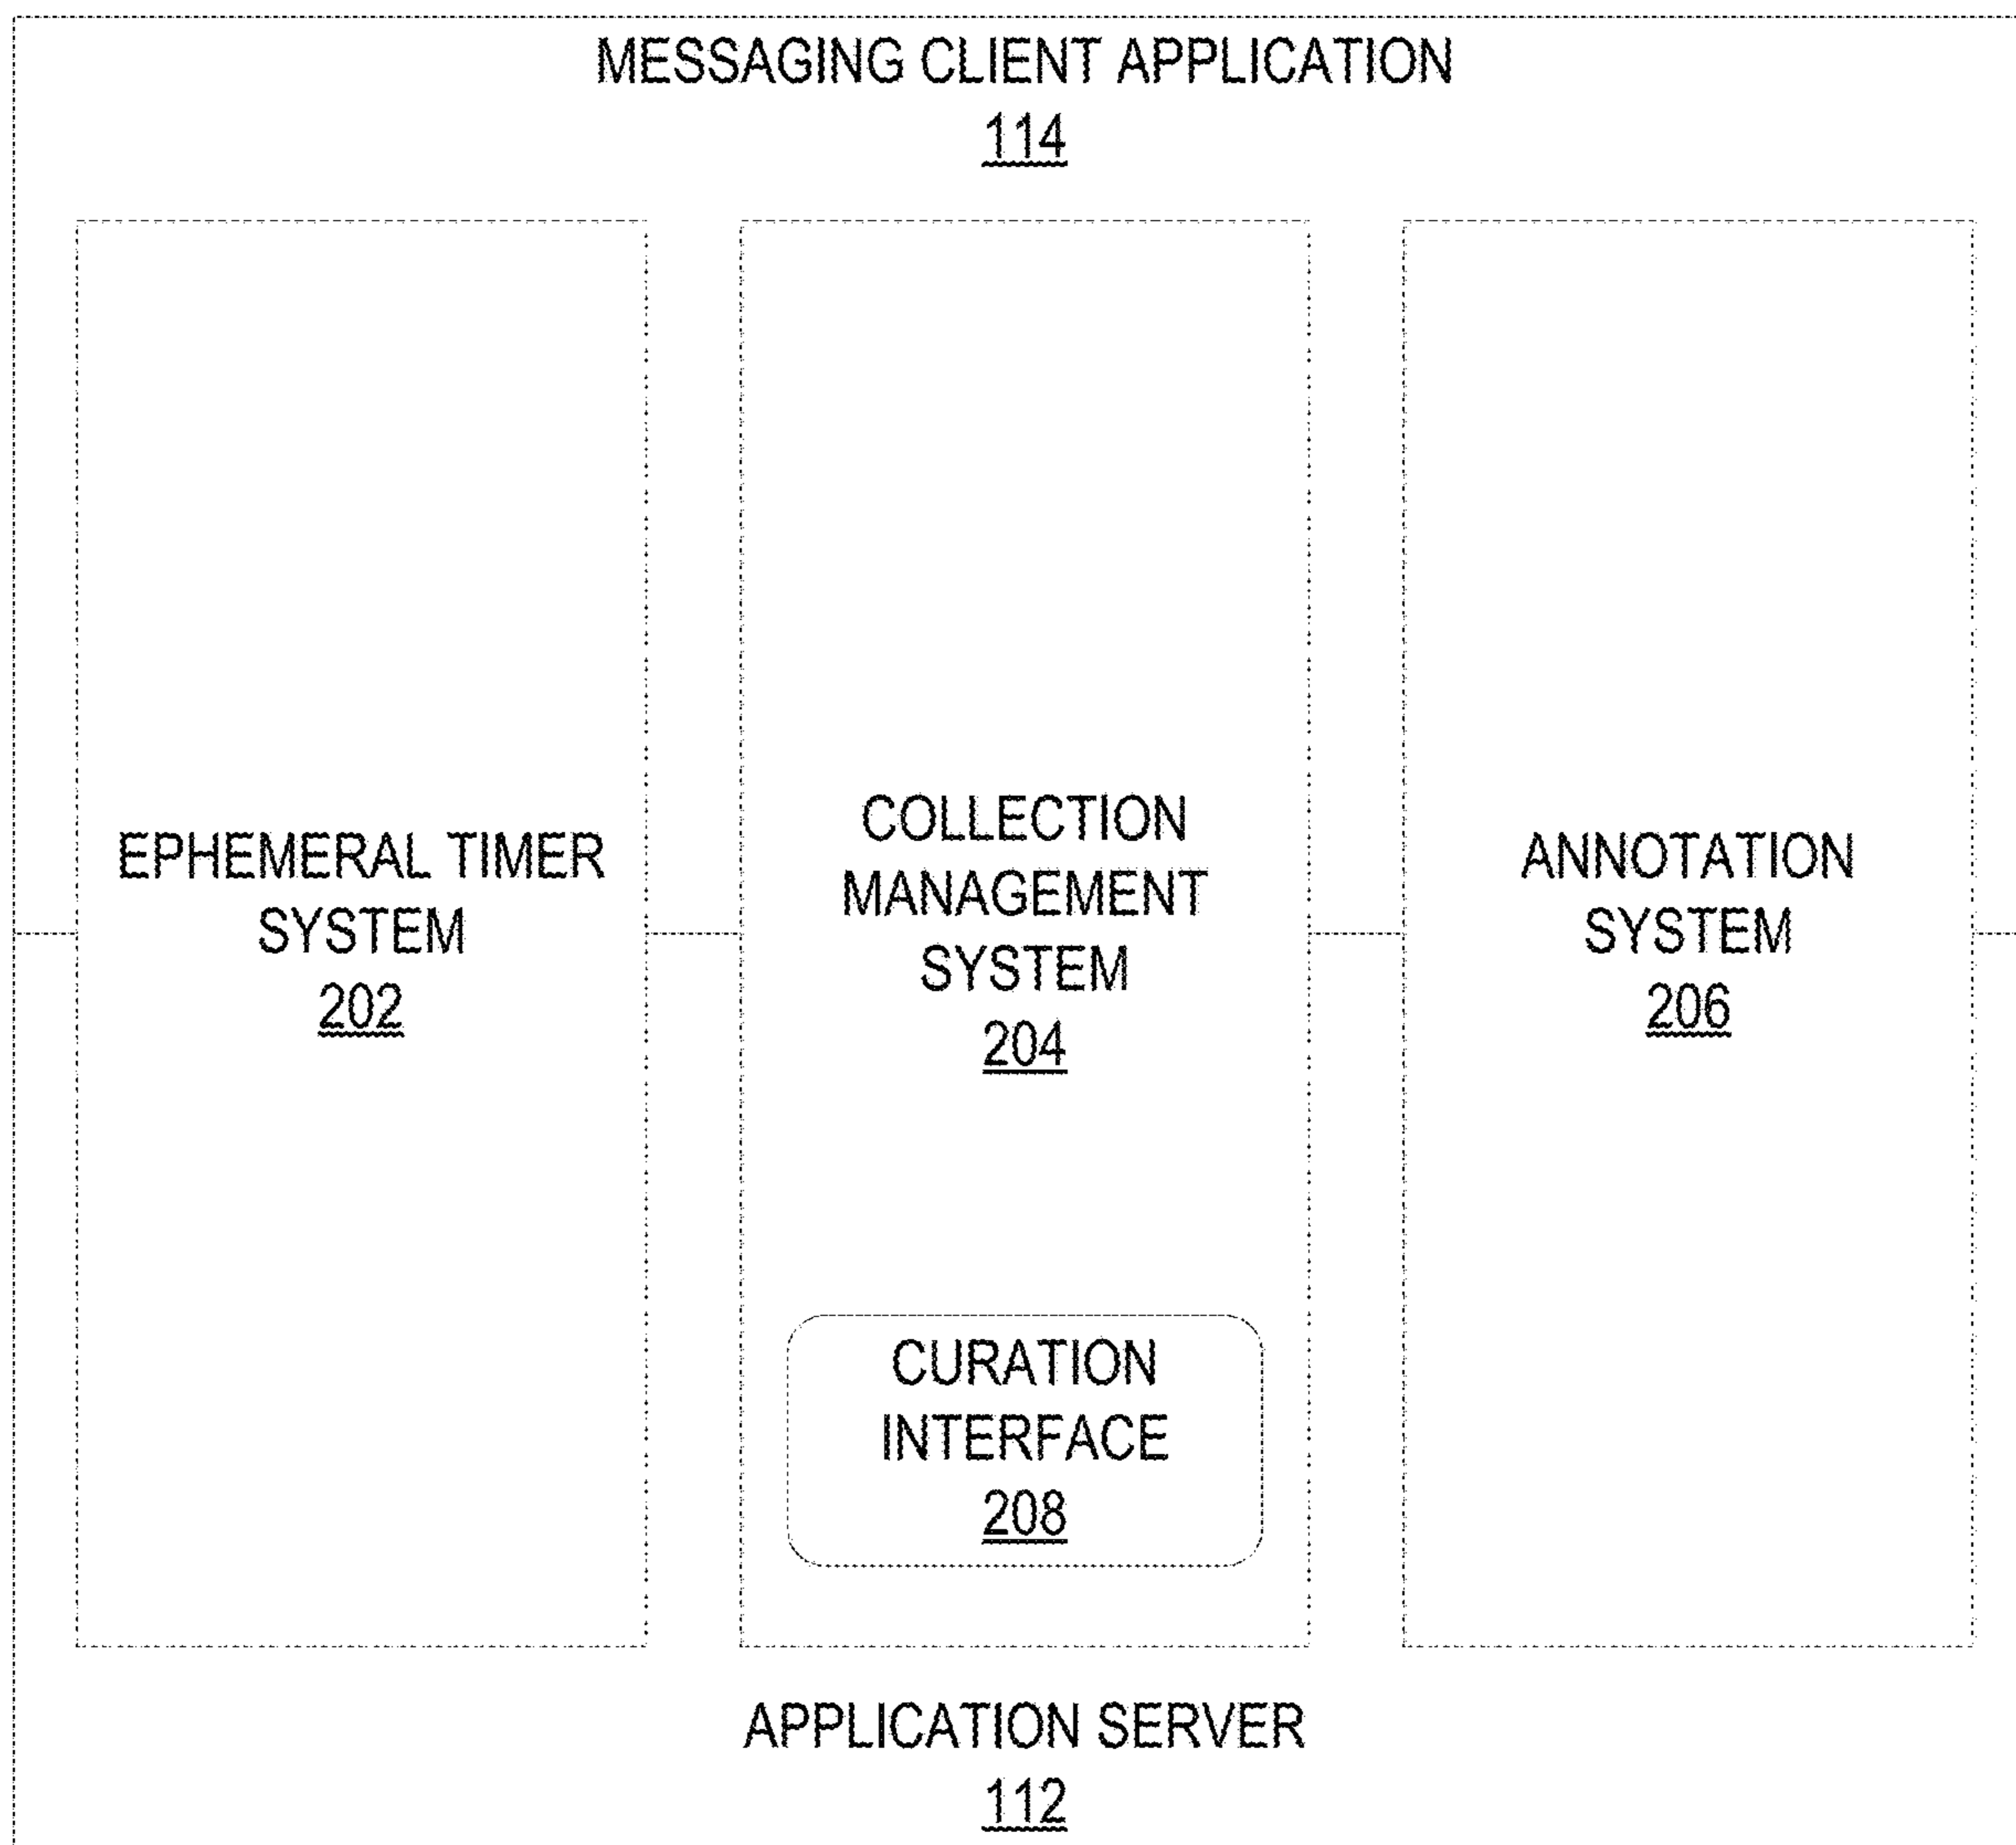 MESSAGING CLIENT APPLICATION
114
EPHEMERAL TIMER
SYSTEM
202
COLLECTION
MANAGEMENT
SYSTEM
204
ANNOTATION
SYSTEM
206
CURATION
INTERFACE
208
APPLICATION SERVER
112